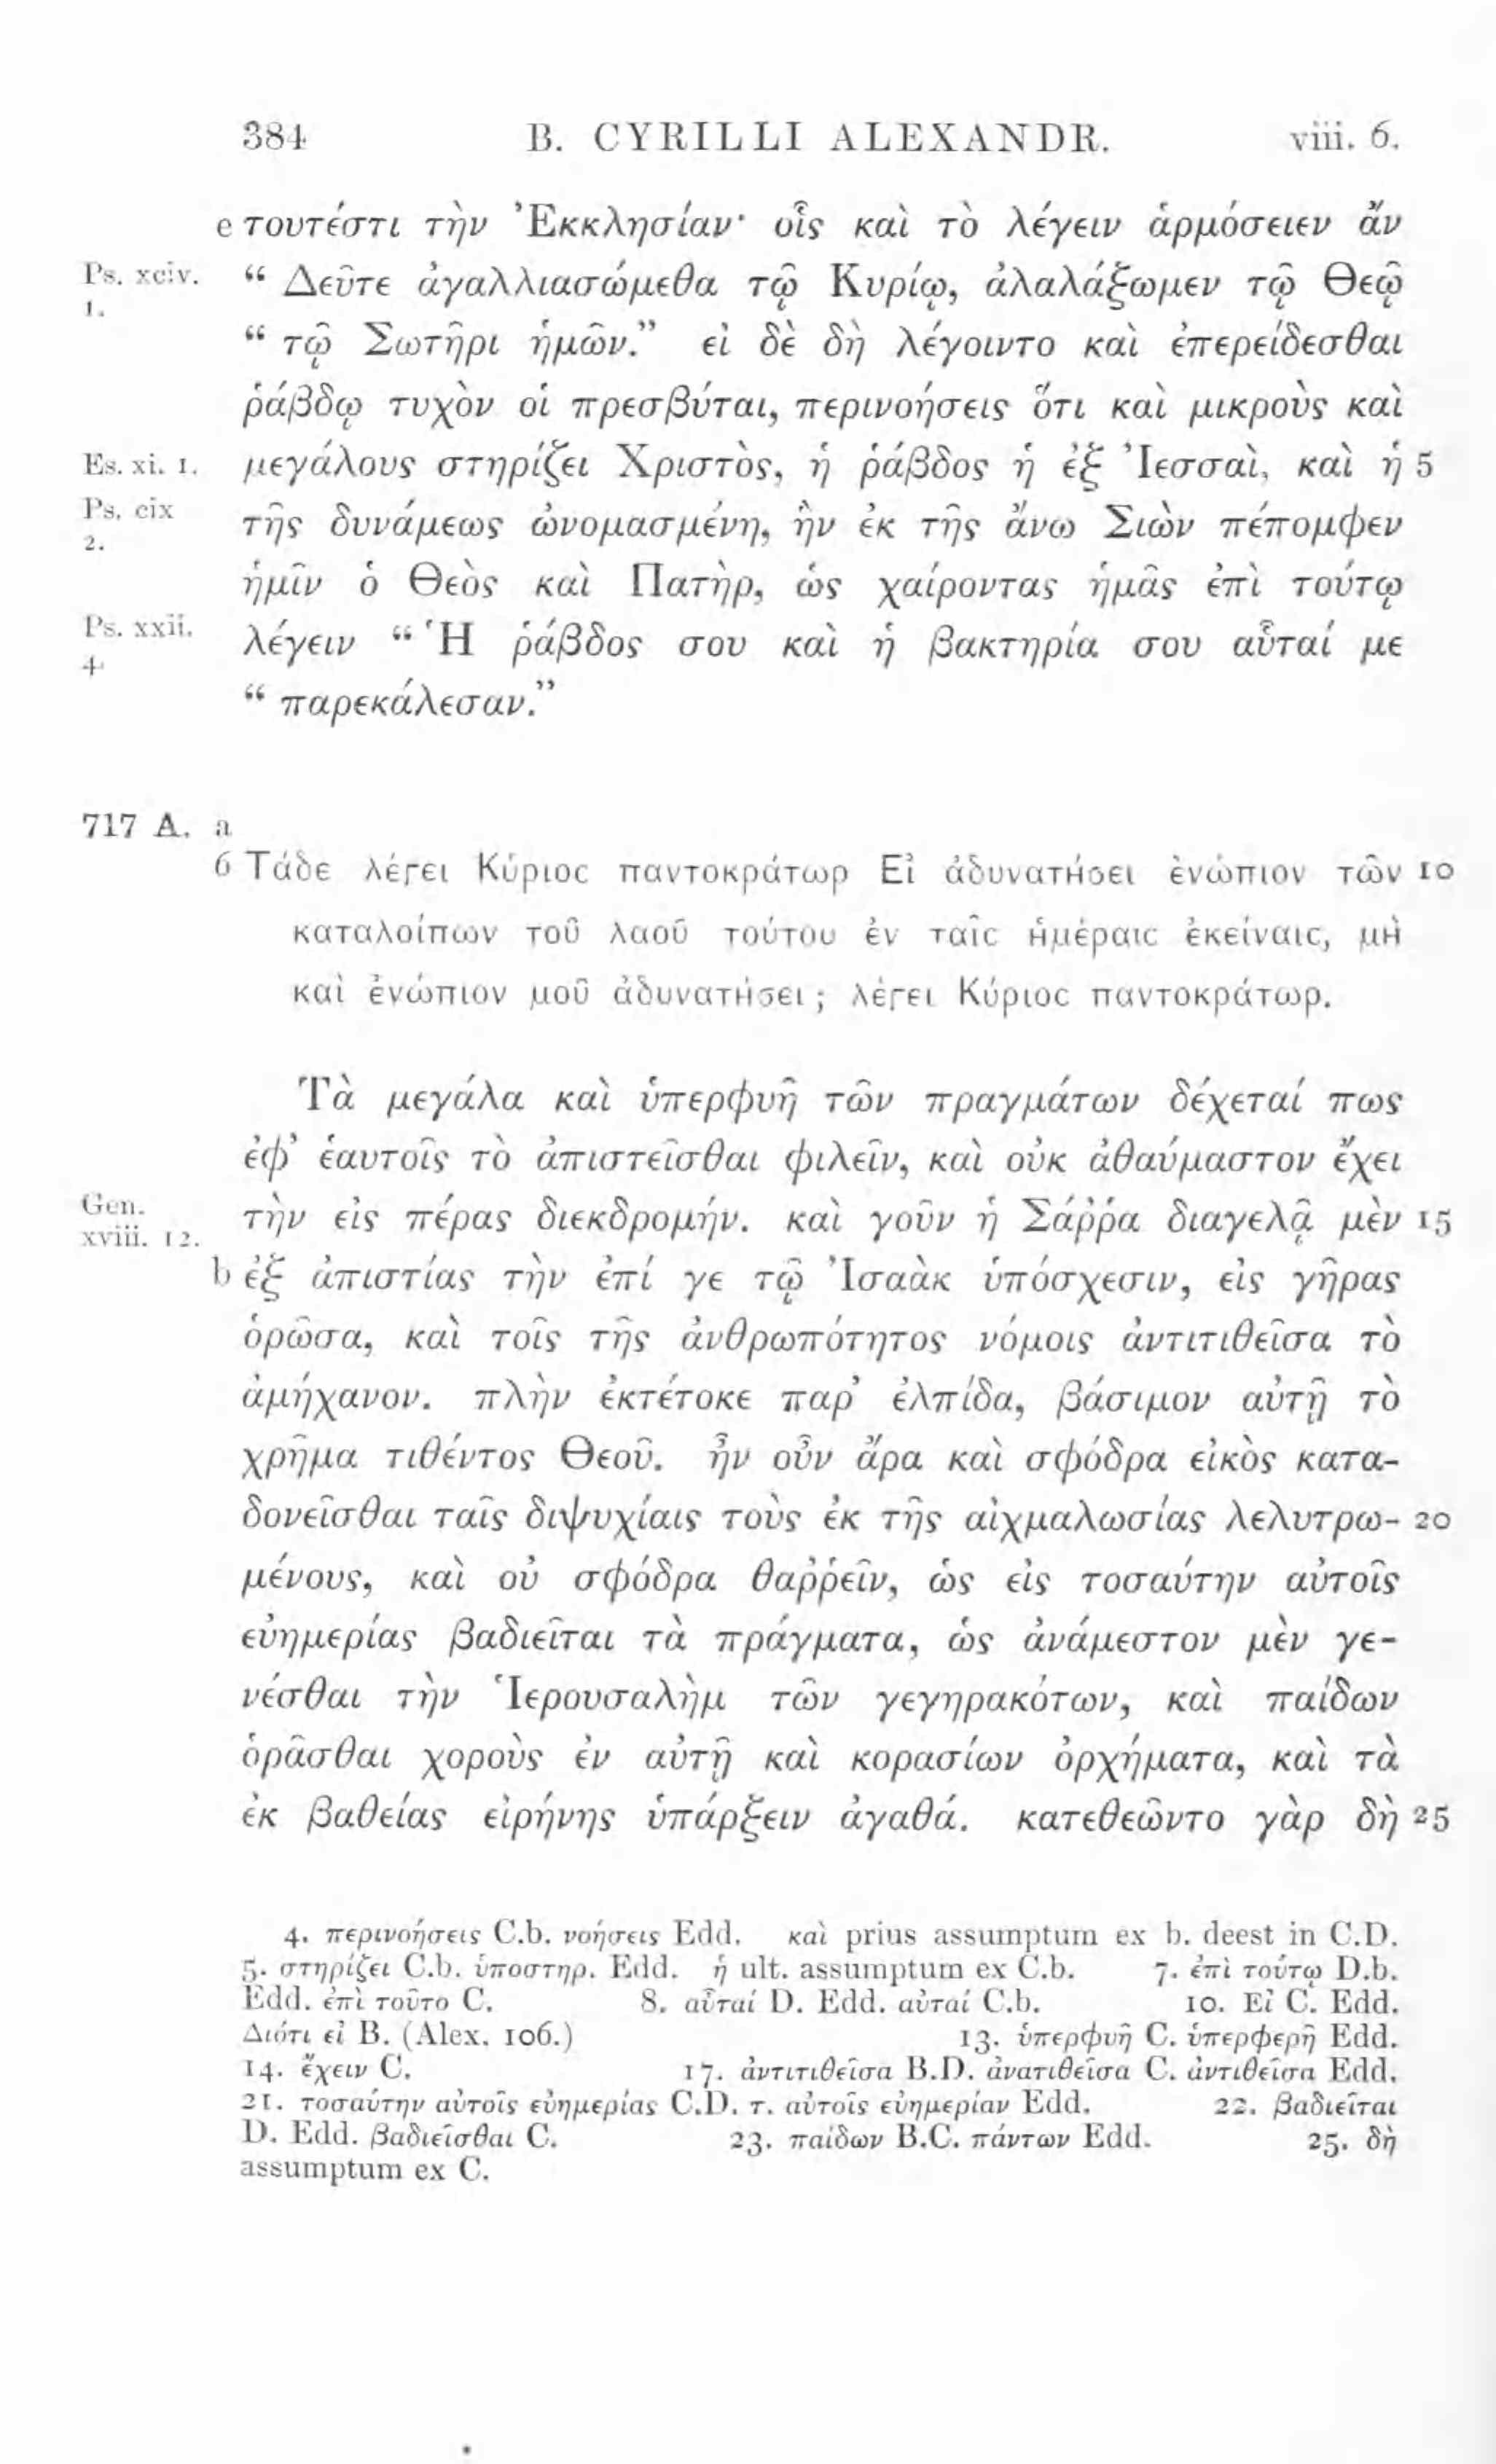 384 B. CYRILLI ALEXANDR. viii. 6.
e τουτέστι τὴν Ἐκκλησίαν· οἷς καὶ τὸ λέγειν ἁρμόσειεν ἂν
Ps. xciv. 1. “ Δεῦτε ἀγαλλιασώμεθα τῷ Κυρίῳ, ἀλαλάξωμεν τῷ Θεῷ
“ τῷ Σωτῆρι ἡμῶν.” εἰ δὲ δὴ λέγοιντο καὶ ἐπερείδεσθαι
ῥάβδῳ τυχὸν οἱ πρεσβύται, περινοήσεις ὅτι καὶ μικροὺς καὶ
Es. xi. 1. μεγάλους στηρίζει Χριστὸς, ἡ ῥάβδος ἡ ἐξ Ἰεσσαὶ, καὶ ἡ 5
Ps. cix 2. τῆς δυνάμεως ὠνομασμένη, ἣν ἐκ τῆς ἄνω Σιὼν πέπομφεν
ἡμῖν ὁ Θεὸς καὶ Πατὴρ, ὡς χαίροντας ἡμᾶς ἐπὶ τούτῳ
Ps. xxii. 4 λέγειν “ Ἡ ῥάβδος σου καὶ ἡ βακτηρία σου αὗταί με
“ παρεκάλεσαν.”
717 A. a
6 Τάδε λέγει Κύριος παντοκράτωρ Εἰ ἀδυνατήσει ἐνώπιον τῶν 10
καταλοίπων τοῦ λαοῦ τούτου ἐν ταῖς ἡμέραις ἐκείναις, μὴ
καὶ ἐνώπιον μοῦ ἀδυνατήσει ; λέγει Κύριος παντοκράτωρ.
Τὰ μεγάλα καὶ ὑπερφυῆ τῶν πραγμάτων δέχεταί πως
ἐφ’ ἑαυτοῖς τὸ ἀπιστεῖσθαι φιλεῖν, καὶ οὐκ ἀθαύμαστον ἔχει
Gen. xviii. 12. τὴν εἰς πέρας διεκδρομήν. καὶ γοῦν ἡ Σάῤῥα διαγελᾷ μὲν 15
b ἐξ ἀπιστίας τὴν ἐπί γε τῷ Ἰσαὰκ ὑπόσχεσιν, εἰς γῆρας
ὁρῶσα, καὶ τοῖς τῆς ἀνθρωπότητος νόμοις ἀντιτιθεῖσα τὸ
ἀμήχανον. πλὴν ἐκτέτοκε παρ’ ἐλπίδα, βάσιμον αὐτῇ τὸ
χρῆμα τιθέντος Θεοῦ. ἦν οὖν ἄρα καὶ σφόδρα εἰκὸς κατα-
δονεῖσθαι ταῖς διψυχίαις τοὺς ἐκ τῆς αἰχμαλωσίας λελυτρω- 20
μένους, καὶ οὐ σφόδρα θαῤῥεῖν, ὡς εἰς τοσαύτην αὐτοῖς
εὐημερίας βαδιεῖται τὰ πράγματα, ὡς ἀνάμεστον μὲν γε-
νέσθαι τὴν Ἱερουσαλὴμ τῶν γεγηρακότων, καὶ παίδων
ὁρᾶσθαι χοροὺς ἐν αὐτῇ καὶ κορασίων ὀρχήματα, καὶ τὰ
ἐκ βαθείας εἰρήνης ὑπάρξειν ἀγαθά. κατεθεῶντο γὰρ δὴ 25
4. περινοήσεις C.b. νοήσεις Edd. καὶ prius assumptum ex b. deest in C.D.
5. στηρίζει C.b. ὑποστηρ. Edd. ἡ ult. assumptum ex C.b. 7. ἐπὶ τούτῳ D.b.
Edd. ἐπὶ τοῦτο C. 8. αὗταί D. Edd. αὐταί C.b. 10. Εἰ C. Edd.
Διότι εἰ B. (Alex. 106.) 13. ὑπερφυῆ C. ὑπερφερῆ Edd.
14. ἔχειν C. 17. ἀντιτιθεῖσα B.D. ἀνατιθεῖσα C. ἀντιθεῖσα Edd.
21. τοσαύτην αὐτοῖς εὐημερίας C.D. τ. αὐτοῖς εὐημερίαν Edd. 22. βαδιεῖται
D. Edd. βαδιεῖσθαι C. 23. παίδων B.C. πάντων Edd. 25. δὴ
assumptum ex C.